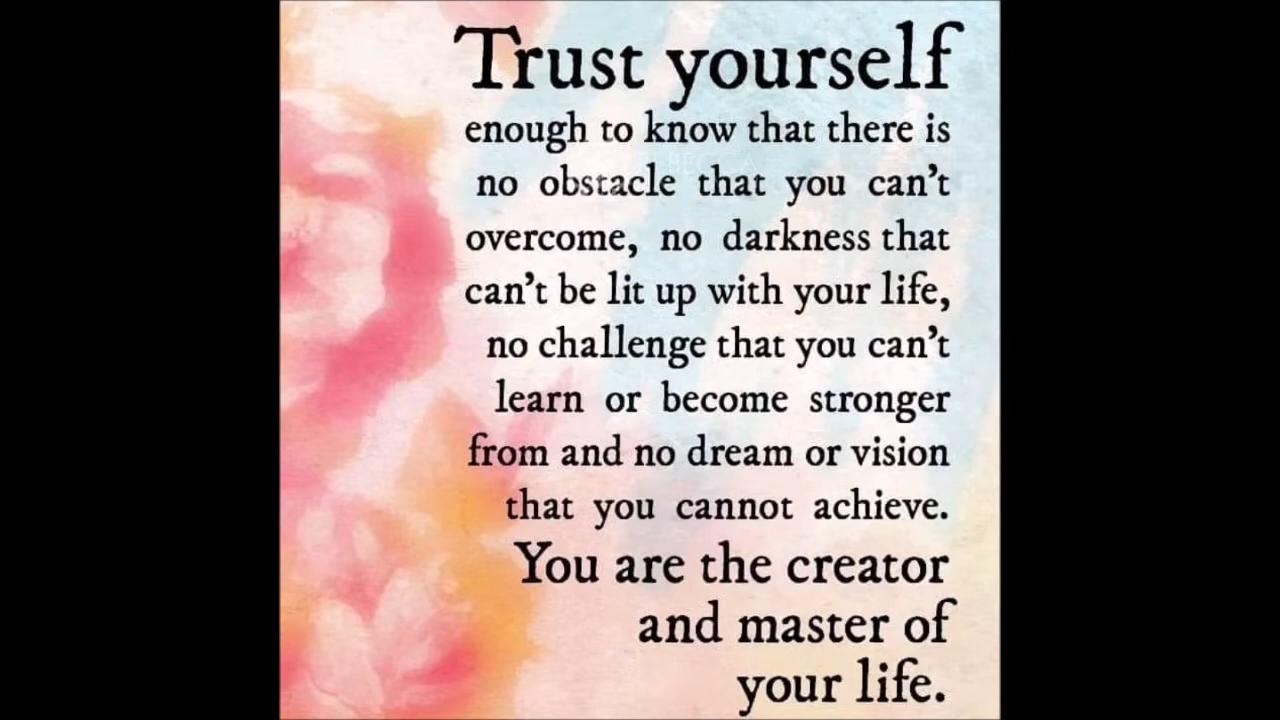 Trust yourself
enough to know that there is
no obstacle that you can't
overcome, no darkness that
can't be lit up with your life,
no challenge that you can't
learn or become stronger
from and no dream or vision
that you cannot achieve.
You are the creator
and master of
your life.